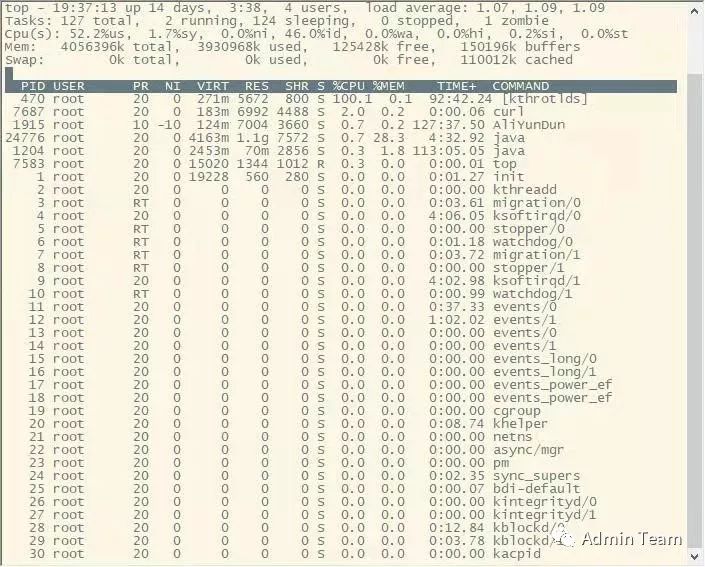 top - 19:37:13 up 14 days,  3:38,  4 users,  load average: 1.07, 1.09, 1.09
Tasks: 127 total,   2 running, 124 sleeping,   0 stopped,   1 zombie
Cpu(s): 52.2%us,  1.7%sy,  0.0%ni, 46.0%id,  0.0%wa,  0.0%hi,  0.2%si,  0.0%st
Mem:   4056396k total,  3930968k used,   125428k free,   150196k buffers
Swap:        0k total,        0k used,        0k free,   110012k cached
PID USER      PR  NI  VIRT  RES  SHR S %CPU %MEM    TIME+  COMMAND
470 root      20   0  271m 5672  800 S 100.1  0.1  92:42.24 [kthrotlds]
7687 root      20   0  183m 6992 4488 S  2.0  0.2   0:00.06 curl
1915 root      10 -10  124m 7004 3660 S  0.7  0.2 127:37.50 AliYunDun
24776 root      20   0 4163m 1.1g 7572 S  0.7 28.3   4:32.92 java
1204 root      20   0 2453m  70m 2856 S  0.3  1.8 113:05.05 java
7583 root      20   0 15020 1344 1012 R  0.3  0.0   0:00.01 top
1 root      20   0 19228  560  280 S  0.0  0.0   0:01.27 init
2 root      20   0     0    0    0 S  0.0  0.0   0:00.00 kthreadd
3 root      RT   0     0    0    0 S  0.0  0.0   0:03.61 migration/0
4 root      20   0     0    0    0 S  0.0  0.0   4:06.05 ksoftirqd/0
5 root      RT   0     0    0    0 S  0.0  0.0   0:00.00 stopper/0
6 root      RT   0     0    0    0 S  0.0  0.0   0:01.18 watchdog/0
7 root      RT   0     0    0    0 S  0.0  0.0   0:03.72 migration/1
8 root      RT   0     0    0    0 S  0.0  0.0   0:00.00 stopper/1
9 root      20   0     0    0    0 S  0.0  0.0   4:02.98 ksoftirqd/1
10 root      RT   0     0    0    0 S  0.0  0.0   0:00.99 watchdog/1
11 root      20   0     0    0    0 S  0.0  0.0   0:37.33 events/0
12 root      20   0     0    0    0 S  0.0  0.0   1:02.02 events/1
13 root      20   0     0    0    0 S  0.0  0.0   0:00.00 events/0
14 root      20   0     0    0    0 S  0.0  0.0   0:00.00 events/1
15 root      20   0     0    0    0 S  0.0  0.0   0:00.00 events_long/0
16 root      20   0     0    0    0 S  0.0  0.0   0:00.00 events_long/1
17 root      20   0     0    0    0 S  0.0  0.0   0:00.00 events_power_ef
18 root      20   0     0    0    0 S  0.0  0.0   0:00.00 events_power_ef
19 root      20   0     0    0    0 S  0.0  0.0   0:00.00 cgroup
20 root      20   0     0    0    0 S  0.0  0.0   0:08.74 khelper
21 root      20   0     0    0    0 S  0.0  0.0   0:00.00 netns
22 root      20   0     0    0    0 S  0.0  0.0   0:00.00 async/mgr
23 root      20   0     0    0    0 S  0.0  0.0   0:00.00 pm
24 root      20   0     0    0    0 S  0.0  0.0   0:02.35 sync_supers
25 root      20   0     0    0    0 S  0.0  0.0   0:00.07 bdi-default
26 root      20   0     0    0    0 S  0.0  0.0   0:00.00 kintegrityd/0
27 root      20   0     0    0    0 S  0.0  0.0   0:00.00 kintegrityd/1
28 root      20   0     0    0    0 S  0.0  0.0   0:12.84 kblockd/0
29 root      20   0     0    0    0 S  0.0  0.0   0:03.78 kblockd/1
30 root      20   0     0    0    0 S  0.0  0.0   0:00.00 kacpid
Admin Team